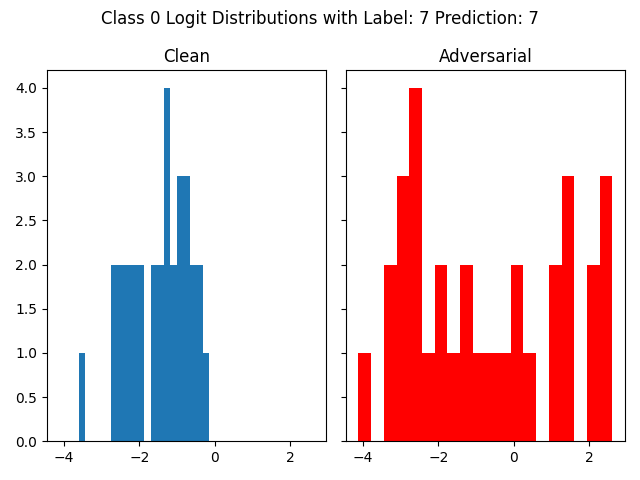 Class 0 Logit Distributions with Label: 7 Prediction: 7
Clean
Adversarial
4.0
3.5
3.0
2.5
2.0
1.5
1.0
0.5
0.0
−4 −2 0 2
−4 −2 0 2